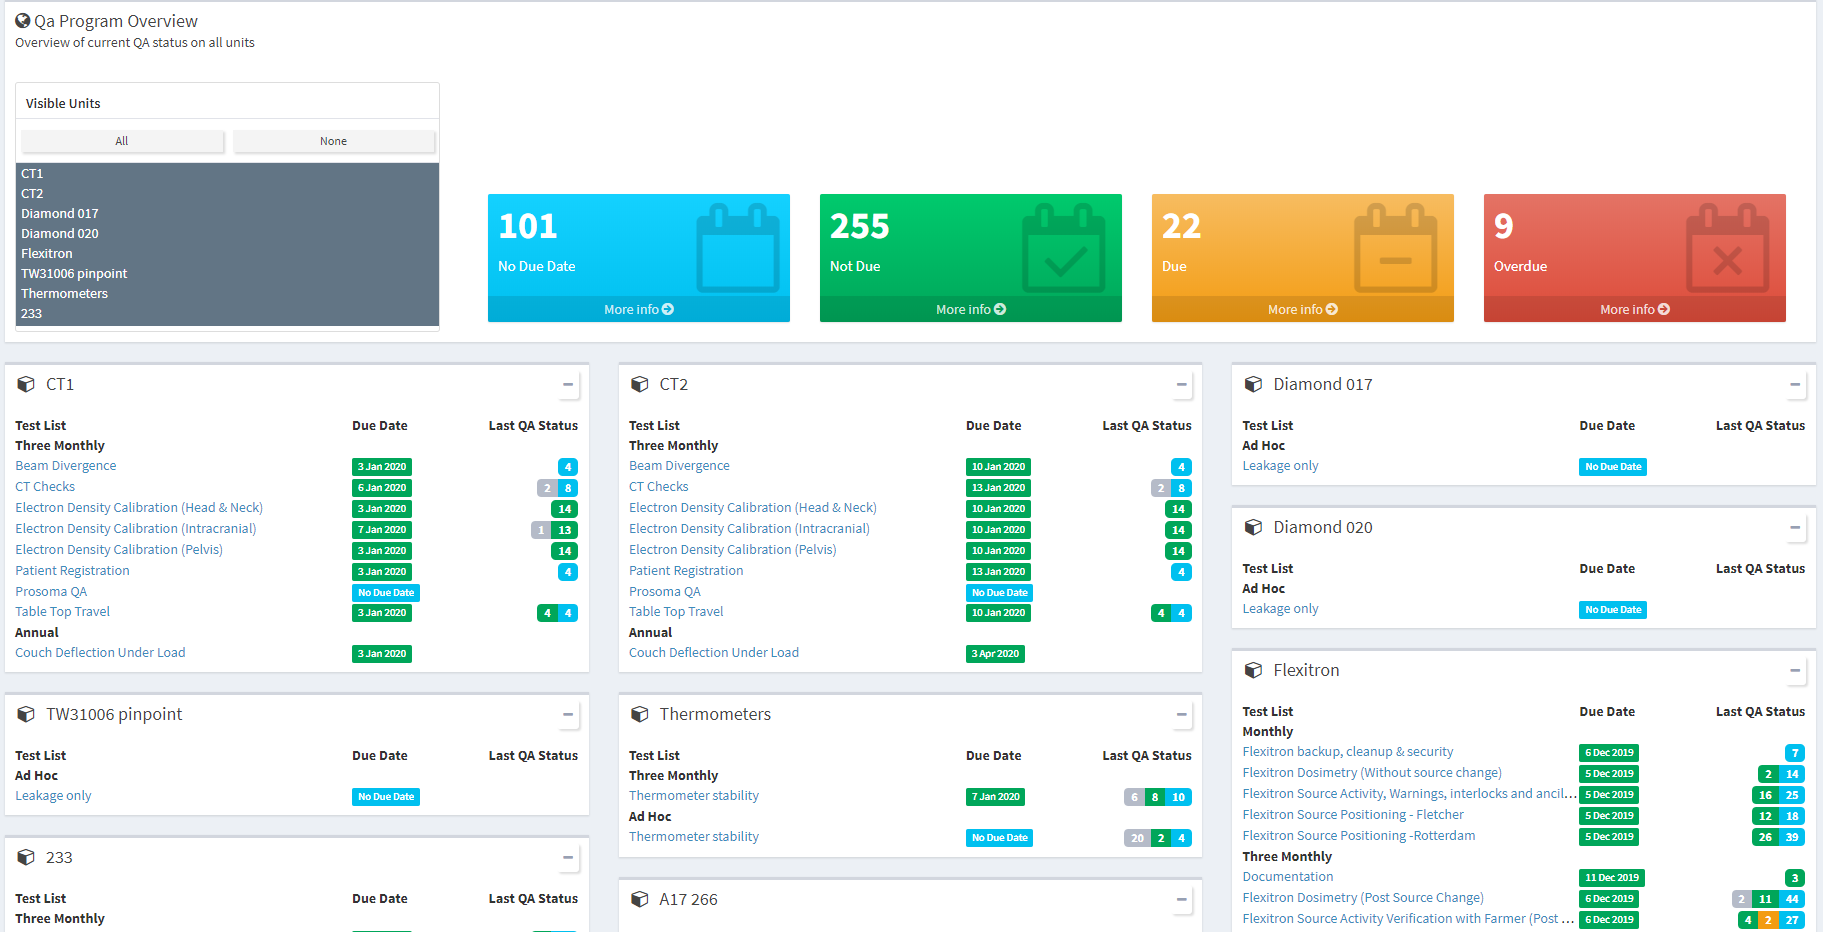 Qa Program Overview
Overview of current QA status on all units
Visible Units
All None
CT1
CT2
Diamond 017
Diamond 020
Flexitron
TW31006 pinpoint
Thermometers
233
101
No Due Date
More info
255
Not Due
More info
22
Due
More info
9
Overdue
More info
CT1
Test List Due Date Last QA Status
Three Monthly
Beam Divergence 3 Jan 2020 4
CT Checks 6 Jan 2020 2 8
Electron Density Calibration (Head & Neck) 3 Jan 2020 14
Electron Density Calibration (Intracranial) 7 Jan 2020 1 13
Electron Density Calibration (Pelvis) 3 Jan 2020 14
Patient Registration 3 Jan 2020 4
Prosoma QA No Due Date
Table Top Travel 3 Jan 2020 4 4
Annual
Couch Deflection Under Load 3 Jan 2020
CT2
Test List Due Date Last QA Status
Three Monthly
Beam Divergence 10 Jan 2020 4
CT Checks 13 Jan 2020 2 8
Electron Density Calibration (Head & Neck) 10 Jan 2020 14
Electron Density Calibration (Intracranial) 10 Jan 2020 14
Electron Density Calibration (Pelvis) 10 Jan 2020 14
Patient Registration 13 Jan 2020 4
Prosoma QA No Due Date
Table Top Travel 10 Jan 2020 4 4
Annual
Couch Deflection Under Load 3 Apr 2020
Diamond 017
Test List Due Date Last QA Status
Ad Hoc
Leakage only No Due Date
Diamond 020
Test List Due Date Last QA Status
Ad Hoc
Leakage only No Due Date
Flexitron
Test List Due Date Last QA Status
Monthly
Flexitron backup, cleanup & security 6 Dec 2019 7
Flexitron Dosimetry (Without source change) 5 Dec 2019 2 14
Flexitron Source Activity, Warnings, interlocks and ancil... 5 Dec 2019 16 25
Flexitron Source Positioning - Fletcher 5 Dec 2019 12 18
Flexitron Source Positioning -Rotterdam 5 Dec 2019 26 39
Three Monthly
Documentation 11 Dec 2019 3
Flexitron Dosimetry (Post Source Change) 6 Dec 2019 2 11 44
Flexitron Source Activity Verification with Farmer (Post ... 6 Dec 2019 4 2 27
TW31006 pinpoint
Test List Due Date Last QA Status
Ad Hoc
Leakage only No Due Date
Thermometers
Test List Due Date Last QA Status
Three Monthly
Thermometer stability 7 Jan 2020 6 8 10
Ad Hoc
Thermometer stability No Due Date 20 2 4
233
Test List Due Date Last QA Status
Three Monthly
A17 266